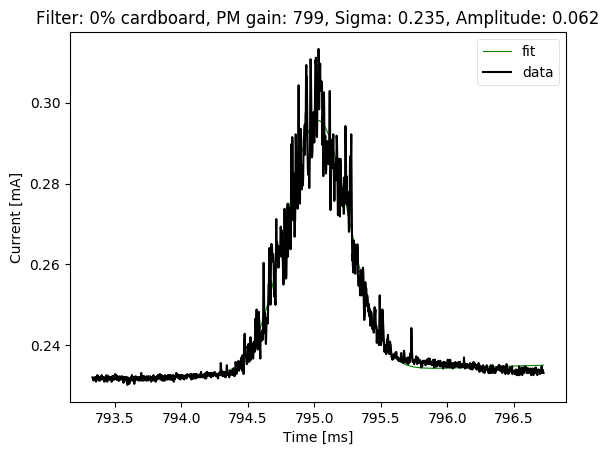 Filter: 0% cardboard, PM gain: 799, Sigma: 0.235, Amplitude: 0.062
fit
data
0.30
0.28
0.26
0.24
Current [mA]
793.5 794.0 794.5 795.0 795.5 796.0 796.5
Time [ms]